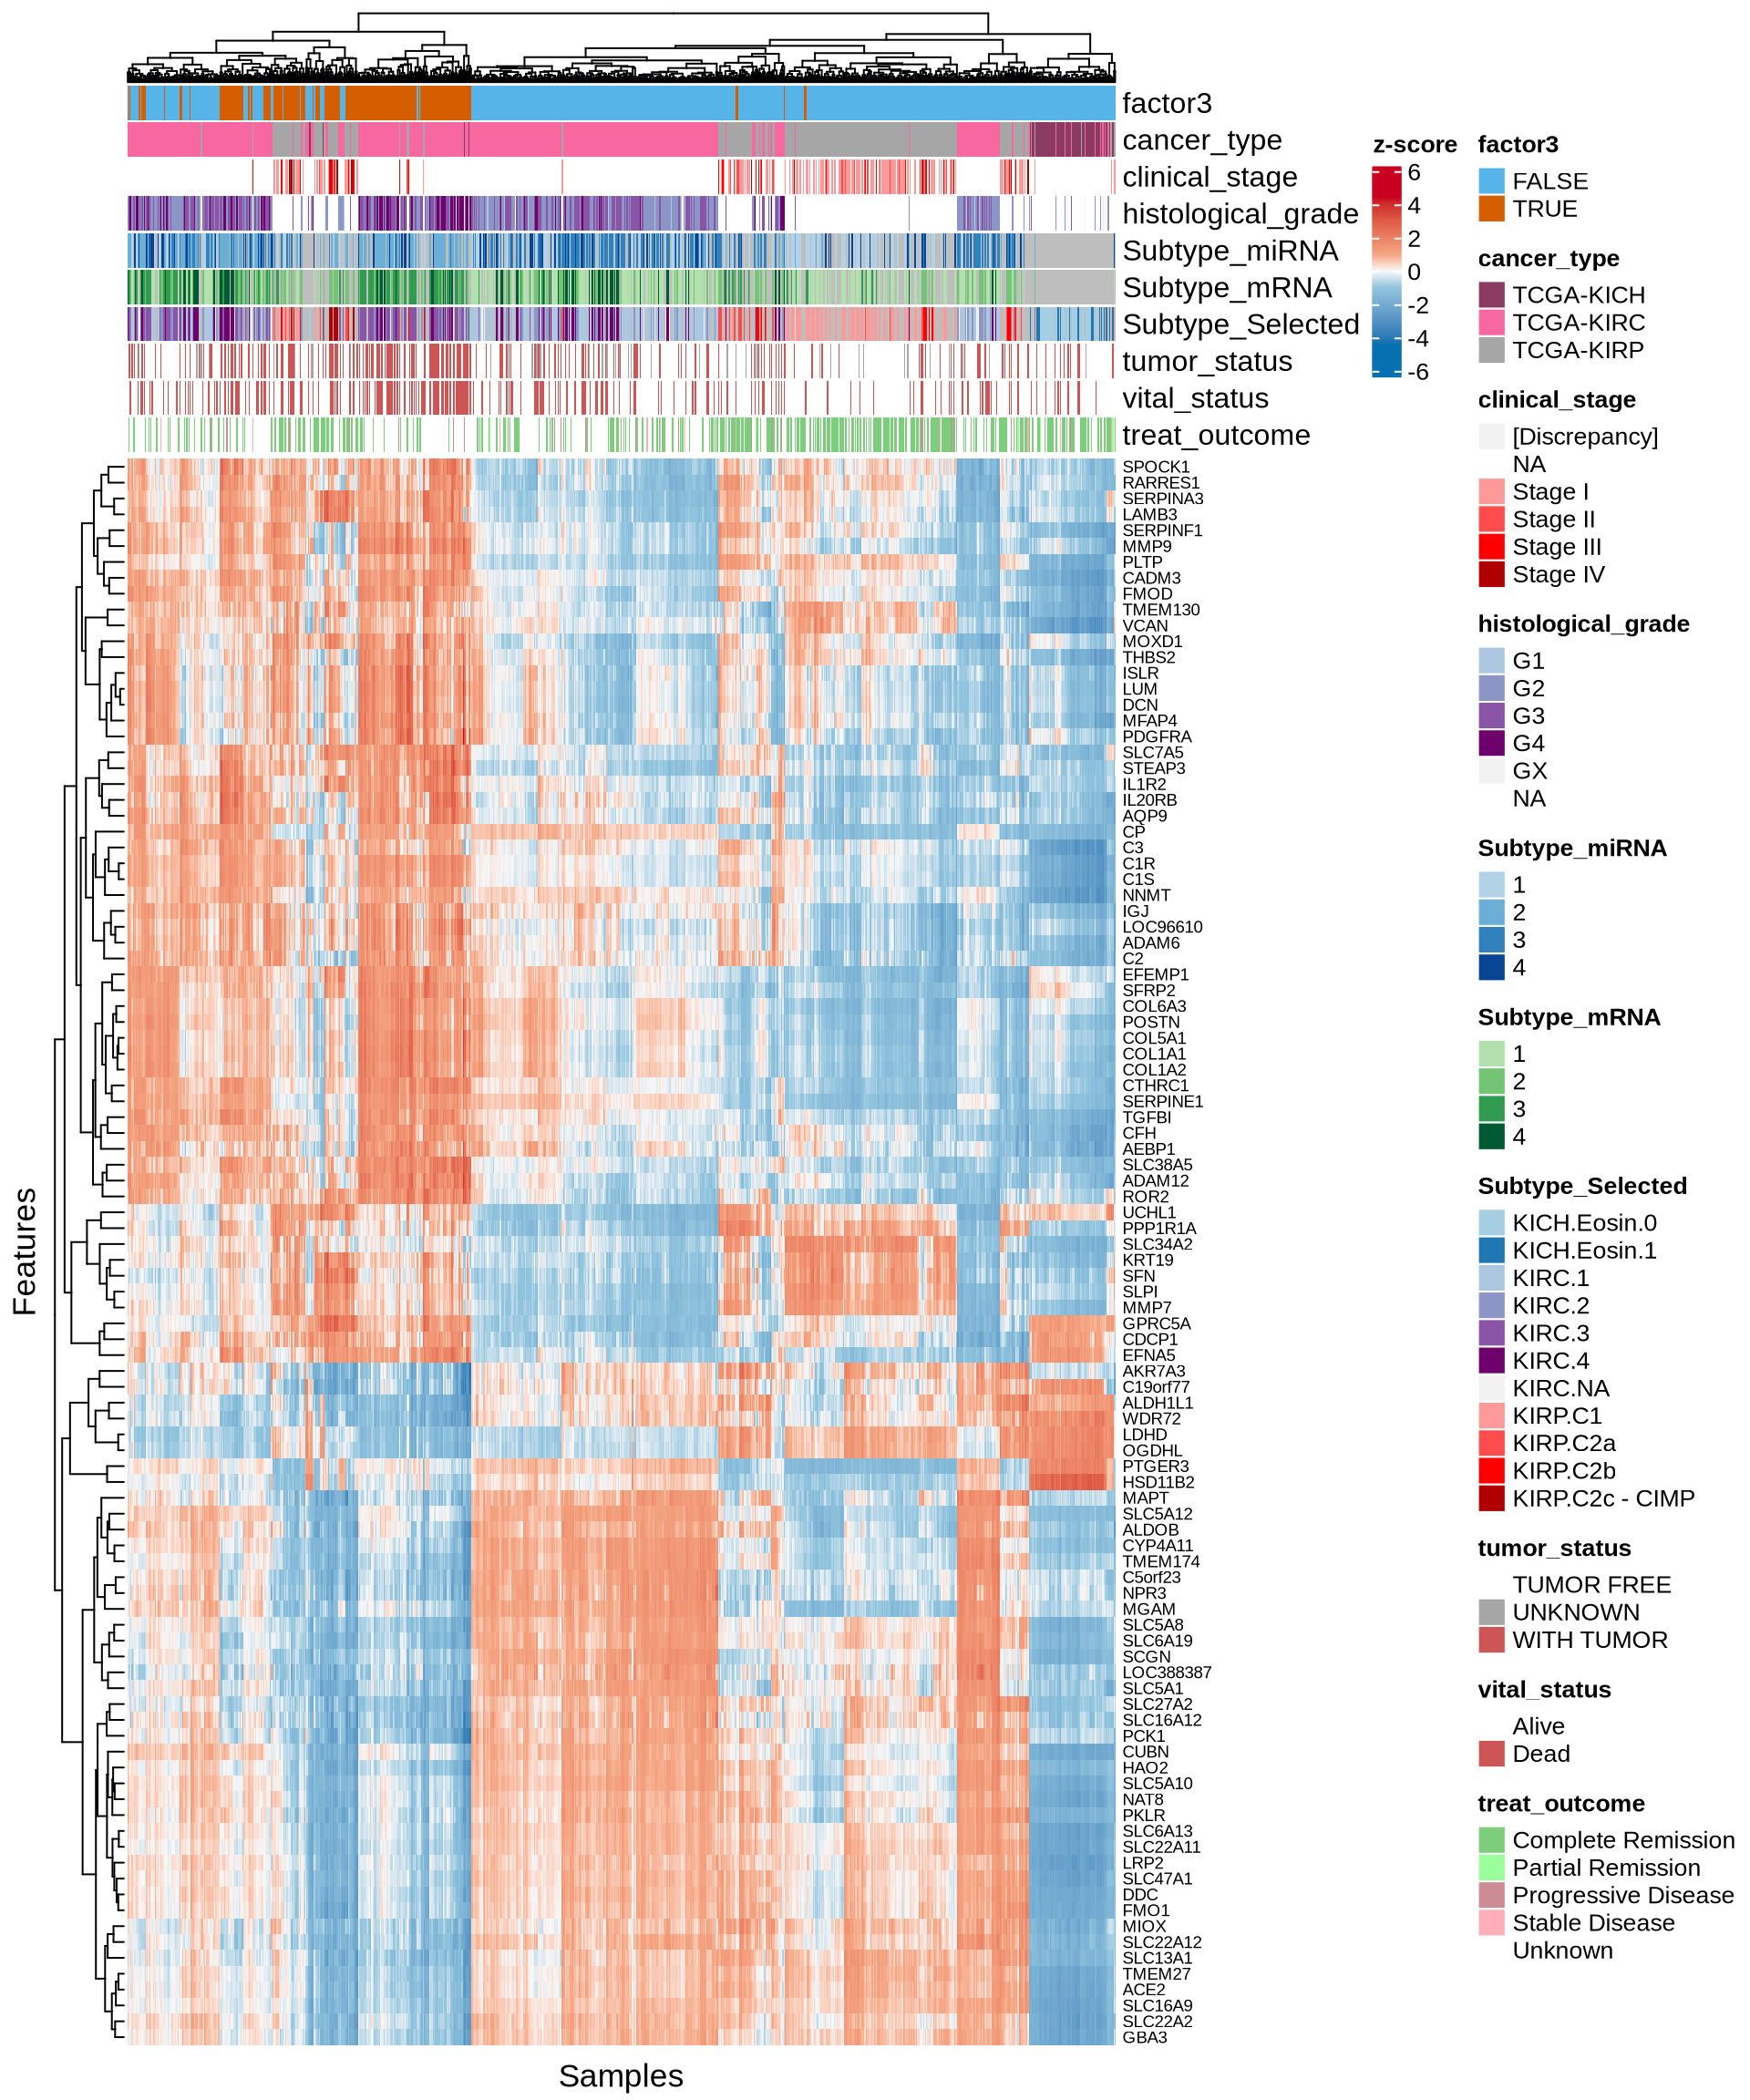 factor3
cancer_type
clinical_stage
histological_grade
Subtype_miRNA
Subtype_mRNA
Subtype_Selected
tumor_status
vital_status
treat_outcome
SPOCK1
RARRES1
SERPINA3
LAMB3
SERPINF1
MMP9
PLTP
CADM3
FMOD
TMEM130
VCAN
MOXD1
THBS2
ISLR
LUM
DCN
MFAP4
PDGFRA
SLC7A5
STEAP3
IL1R2
IL20RB
AQP9
CP
C3
C1R
C1S
NNMT
IGJ
LOC96610
ADAM6
C2
EFEMP1
SFRP2
COL6A3
POSTN
COL5A1
COL1A1
COL1A2
CTHRC1
SERPINE1
TGFBI
CFH
AEBP1
SLC38A5
ADAM12
ROR2
UCHL1
PPP1R1A
SLC34A2
KRT19
SFN
SLPI
MMP7
GPRC5A
CDCP1
EFNA5
AKR7A3
C19orf77
ALDH1L1
WDR72
LDHD
OGDHL
PTGER3
HSD11B2
MAPT
SLC5A12
ALDOB
CYP4A11
TMEM174
C5orf23
NPR3
MGAM
SLC5A8
SLC6A19
SCGN
LOC388387
SLC5A1
SLC27A2
SLC16A12
PCK1
CUBN
HAO2
SLC5A10
NAT8
PKLR
SLC6A13
SLC22A11
LRP2
SLC47A1
DDC
FMO1
MIOX
SLC22A12
SLC13A1
TMEM27
ACE2
SLC16A9
SLC22A2
GBA3
Features
Samples
z-score
6
4
2
0
-2
-4
-6
factor3
FALSE
TRUE
cancer_type
TCGA-KICH
TCGA-KIRC
TCGA-KIRP
clinical_stage
[Discrepancy]
NA
Stage I
Stage II
Stage III
Stage IV
histological_grade
G1
G2
G3
G4
GX
NA
Subtype_miRNA
1
2
3
4
Subtype_mRNA
1
2
3
4
Subtype_Selected
KICH.Eosin.0
KICH.Eosin.1
KIRC.1
KIRC.2
KIRC.3
KIRC.4
KIRC.NA
KIRP.C1
KIRP.C2a
KIRP.C2b
KIRP.C2c - CIMP
tumor_status
TUMOR FREE
UNKNOWN
WITH TUMOR
vital_status
Alive
Dead
treat_outcome
Complete Remission
Partial Remission
Progressive Disease
Stable Disease
Unknown